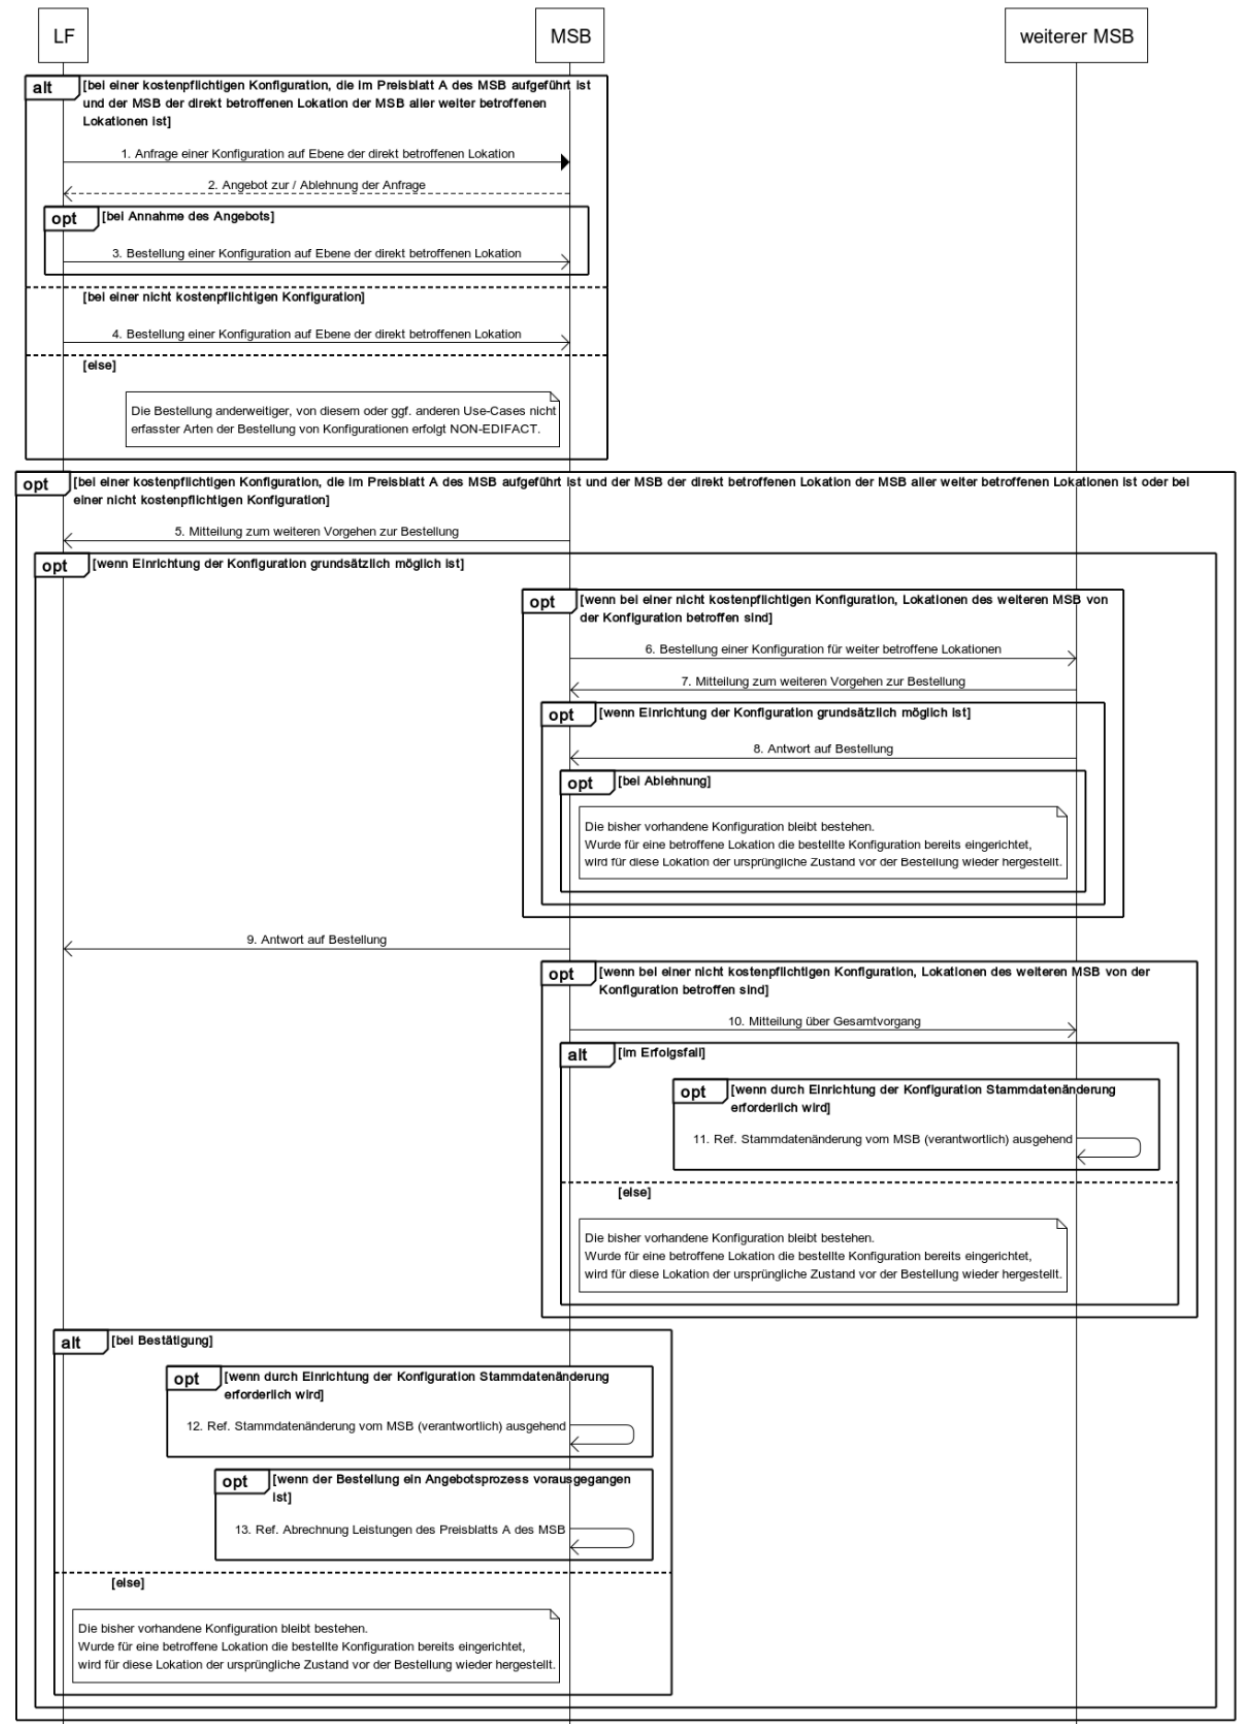 LF
MSB
weiterer MSB
alt
[bei einer kostenpflichtigen Konfiguration, die im Preisblatt A des MSB aufgeführt ist
und der MSB der direkt betroffenen Lokation der MSB aller weiter betroffenen
Lokationen ist]
1. Anfrage einer Konfiguration auf Ebene der direkt betroffenen Lokation
2. Angebot zur / Ablehnung der Anfrage
opt
[bei Annahme des Angebots]
3. Bestellung einer Konfiguration auf Ebene der direkt betroffenen Lokation
[bei einer nicht kostenpflichtigen Konfiguration]
4. Bestellung einer Konfiguration auf Ebene der direkt betroffenen Lokation
[else]
Die Bestellung anderweitiger, von diesem oder ggf. anderen Use-Cases nicht
erfasster Arten der Bestellung von Konfigurationen erfolgt NON-EDIFACT.
opt
[bei einer kostenpflichtigen Konfiguration, die im Preisblatt A des MSB aufgeführt ist und der MSB der direkt betroffenen Lokation der MSB aller weiter betroffenen Lokationen ist oder bei
einer nicht kostenpflichtigen Konfiguration]
5. Mitteilung zum weiteren Vorgehen zur Bestellung
opt
[wenn Einrichtung der Konfiguration grundsätzlich möglich ist]
opt
[wenn bei einer nicht kostenpflichtigen Konfiguration, Lokationen des weiteren MSB von
der Konfiguration betroffen sind]
6. Bestellung einer Konfiguration für weiter betroffene Lokationen
7. Mitteilung zum weiteren Vorgehen zur Bestellung
opt
[wenn Einrichtung der Konfiguration grundsätzlich möglich ist]
8. Antwort auf Bestellung
opt
[bei Ablehnung]
Die bisher vorhandene Konfiguration bleibt bestehen.
Wurde für eine betroffene Lokation die bestellte Konfiguration bereits eingerichtet,
wird für diese Lokation der ursprüngliche Zustand vor der Bestellung wieder hergestellt.
9. Antwort auf Bestellung
opt
[wenn bei einer nicht kostenpflichtigen Konfiguration, Lokationen des weiteren MSB von der
Konfiguration betroffen sind]
10. Mitteilung über Gesamtvorgang
alt
[im Erfolgsfall]
opt
[wenn durch Einrichtung der Konfiguration Stammdatenänderung
erforderlich wird]
11. Ref. Stammdatenänderung vom MSB (verantwortlich) ausgehend
[else]
Die bisher vorhandene Konfiguration bleibt bestehen.
Wurde für eine betroffene Lokation die bestellte Konfiguration bereits eingerichtet,
wird für diese Lokation der ursprüngliche Zustand vor der Bestellung wieder hergestellt.
alt
[bei Bestätigung]
opt
[wenn durch Einrichtung der Konfiguration Stammdatenänderung
erforderlich wird]
12. Ref. Stammdatenänderung vom MSB (verantwortlich) ausgehend
opt
[wenn der Bestellung ein Angebotsprozess vorausgegangen
ist]
13. Ref. Abrechnung Leistungen des Preisblatts A des MSB
[else]
Die bisher vorhandene Konfiguration bleibt bestehen.
Wurde für eine betroffene Lokation die bestellte Konfiguration bereits eingerichtet,
wird für diese Lokation der ursprüngliche Zustand vor der Bestellung wieder hergestellt.